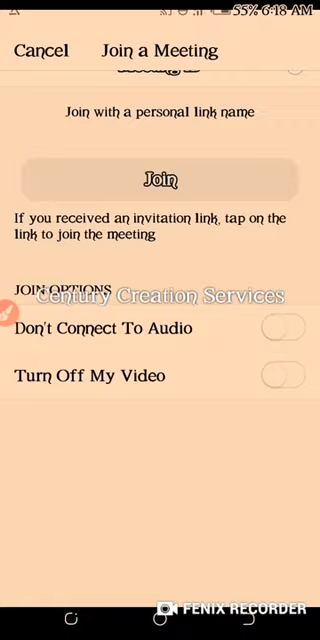 55% 6:18 AM
Cancel Join a Meeting
Join with a personal link name
Join
If you received an invitation link, tap on the
link to join the meeting
JOIN OPTIONS
Century Creation Services
Don't Connect To Audio
Turn Off My Video
FENIX RECORDER